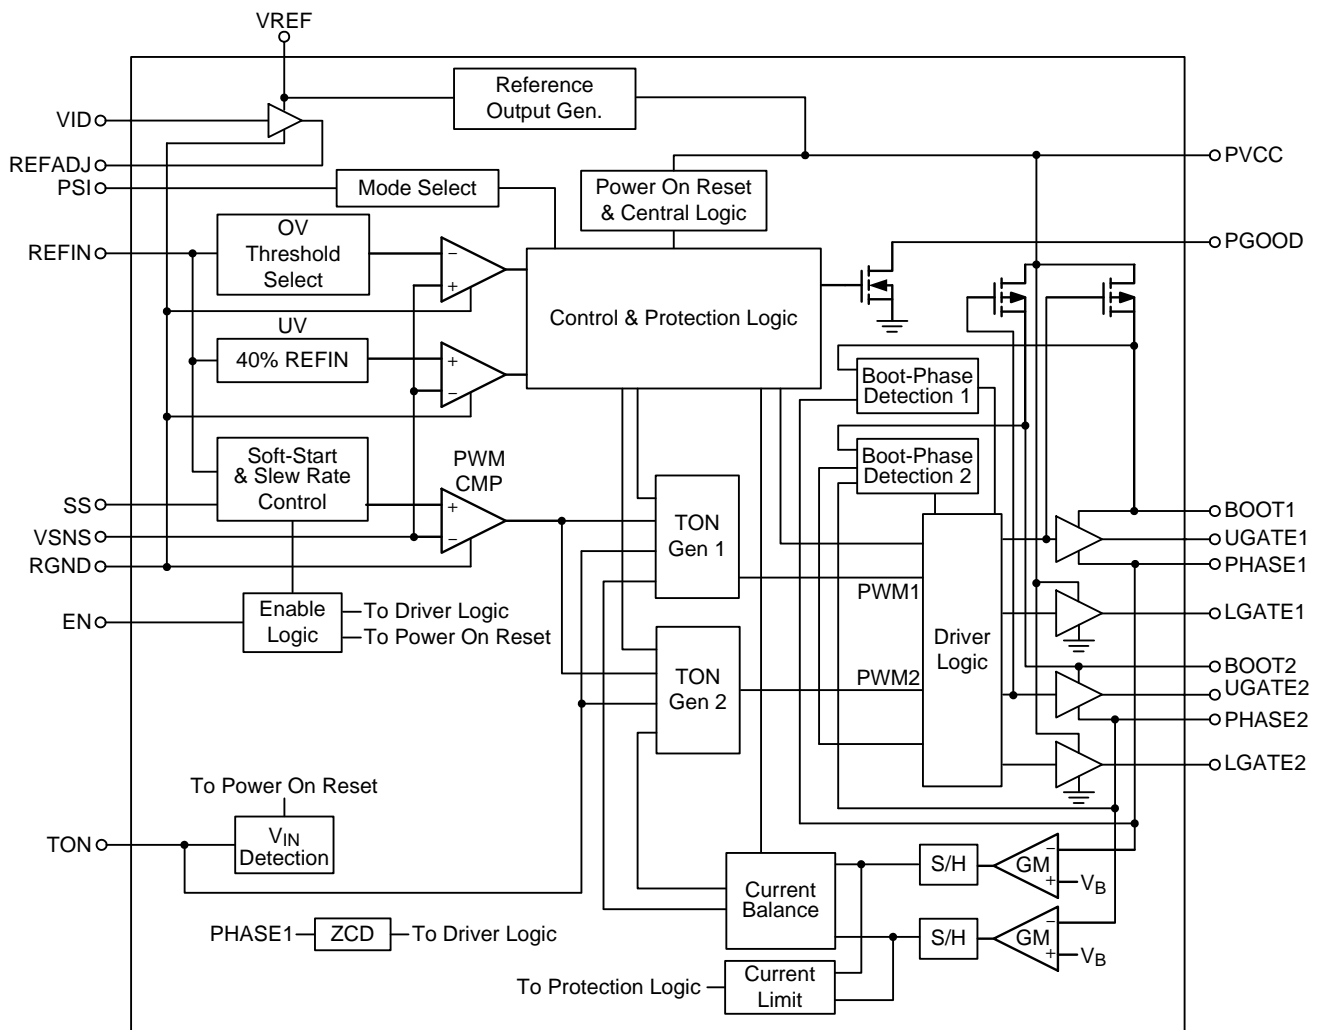 VREF
Reference
Output Gen.
VID
REFADJ
PSI
Mode Select
Power On Reset
& Central Logic
PVCC
REFIN
OV
Threshold
Select
−
+
PGOOD
Control & Protection Logic
UV
40% REFIN
+
−
Boot-Phase
Detection 1
Boot-Phase
Detection 2
Soft-Start
& Slew Rate
Control
PWM
CMP
+
−
SS
VSNS
RGND
TON
Gen 1
BOOT1
UGATE1
PHASE1
EN
Enable
Logic
To Driver Logic
To Power On Reset
PWM1
LGATE1
Driver
Logic
TON
Gen 2
PWM2
BOOT2
UGATE2
PHASE2
LGATE2
To Power On Reset
TON
VIN
Detection
Current
Balance
S/H
GM
−
+
VB
PHASE1
ZCD
To Driver Logic
S/H
GM
−
+
VB
To Protection Logic
Current
Limit